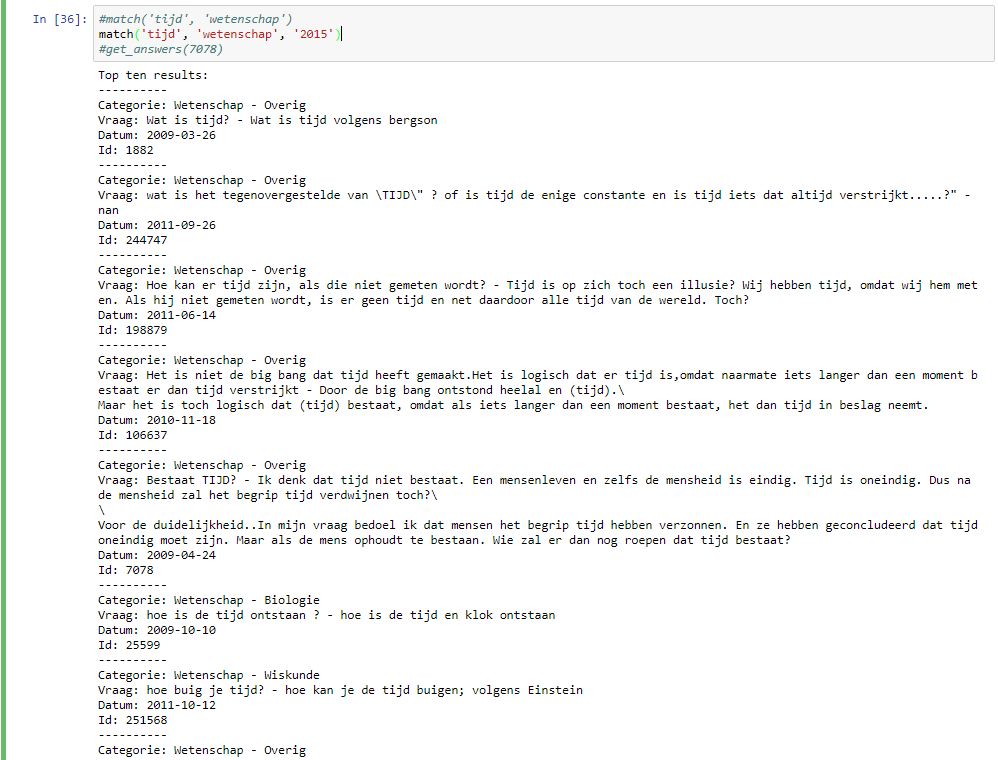 In [36]: #match('tijd', 'wetenschap')
match('tijd', 'wetenschap', '2015')
#get_answers(7078)
Top ten results:
----------
Categorie: Wetenschap - Overig
Vraag: Wat is tijd? - Wat is tijd volgens bergson
Datum: 2009-03-26
Id: 1882
----------
Categorie: Wetenschap - Overig
Vraag: wat is het tegenovergestelde van \TIJD\" ? of is tijd de enige constante en is tijd iets dat altijd verstrijkt.....?" -
nan
Datum: 2011-09-26
Id: 244747
----------
Categorie: Wetenschap - Overig
Vraag: Hoe kan er tijd zijn, als die niet gemeten wordt? - Tijd is op zich toch een illusie? Wij hebben tijd, omdat wij hem met
en. Als hij niet gemeten wordt, is er geen tijd en net daardoor alle tijd van de wereld. Toch?
Datum: 2011-06-14
Id: 198879
----------
Categorie: Wetenschap - Overig
Vraag: Het is niet de big bang dat tijd heeft gemaakt.Het is logisch dat er tijd is,omdat naarmate iets langer dan een moment b
estaat er dan tijd verstrijkt - Door de big bang ontstond heelal en (tijd).\
Maar het is toch logisch dat (tijd) bestaat, omdat als iets langer dan een moment bestaat, het dan tijd in beslag neemt.
Datum: 2010-11-18
Id: 106637
----------
Categorie: Wetenschap - Overig
Vraag: Bestaat TIJD? - Ik denk dat tijd niet bestaat. Een mensenleven en zelfs de mensheid is eindig. Tijd is oneindig. Dus na
de mensheid zal het begrip tijd verdwijnen toch?\
\
Voor de duidelijkheid..In mijn vraag bedoel ik dat mensen het begrip tijd hebben verzonnen. En ze hebben geconcludeerd dat tijd
oneindig moet zijn. Maar als de mens ophoudt te bestaan. Wie zal er dan nog roepen dat tijd bestaat?
Datum: 2009-04-24
Id: 7078
----------
Categorie: Wetenschap - Biologie
Vraag: hoe is de tijd ontstaan ? - hoe is de tijd en klok ontstaan
Datum: 2009-10-10
Id: 25599
----------
Categorie: Wetenschap - Wiskunde
Vraag: hoe buig je tijd? - hoe kan je de tijd buigen; volgens Einstein
Datum: 2011-10-12
Id: 251568
----------
Categorie: Wetenschap - Overig